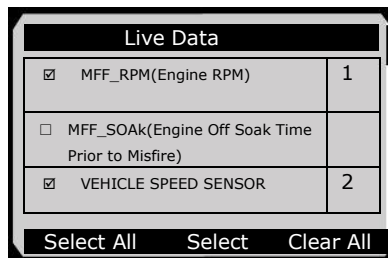 Live Data
☑ MFF_RPM(Engine RPM) 1
☐ MFF_SOAk(Engine Off Soak Time
Prior to Misfire)
☑ VEHICLE SPEED SENSOR 2
Select All Select Clear All